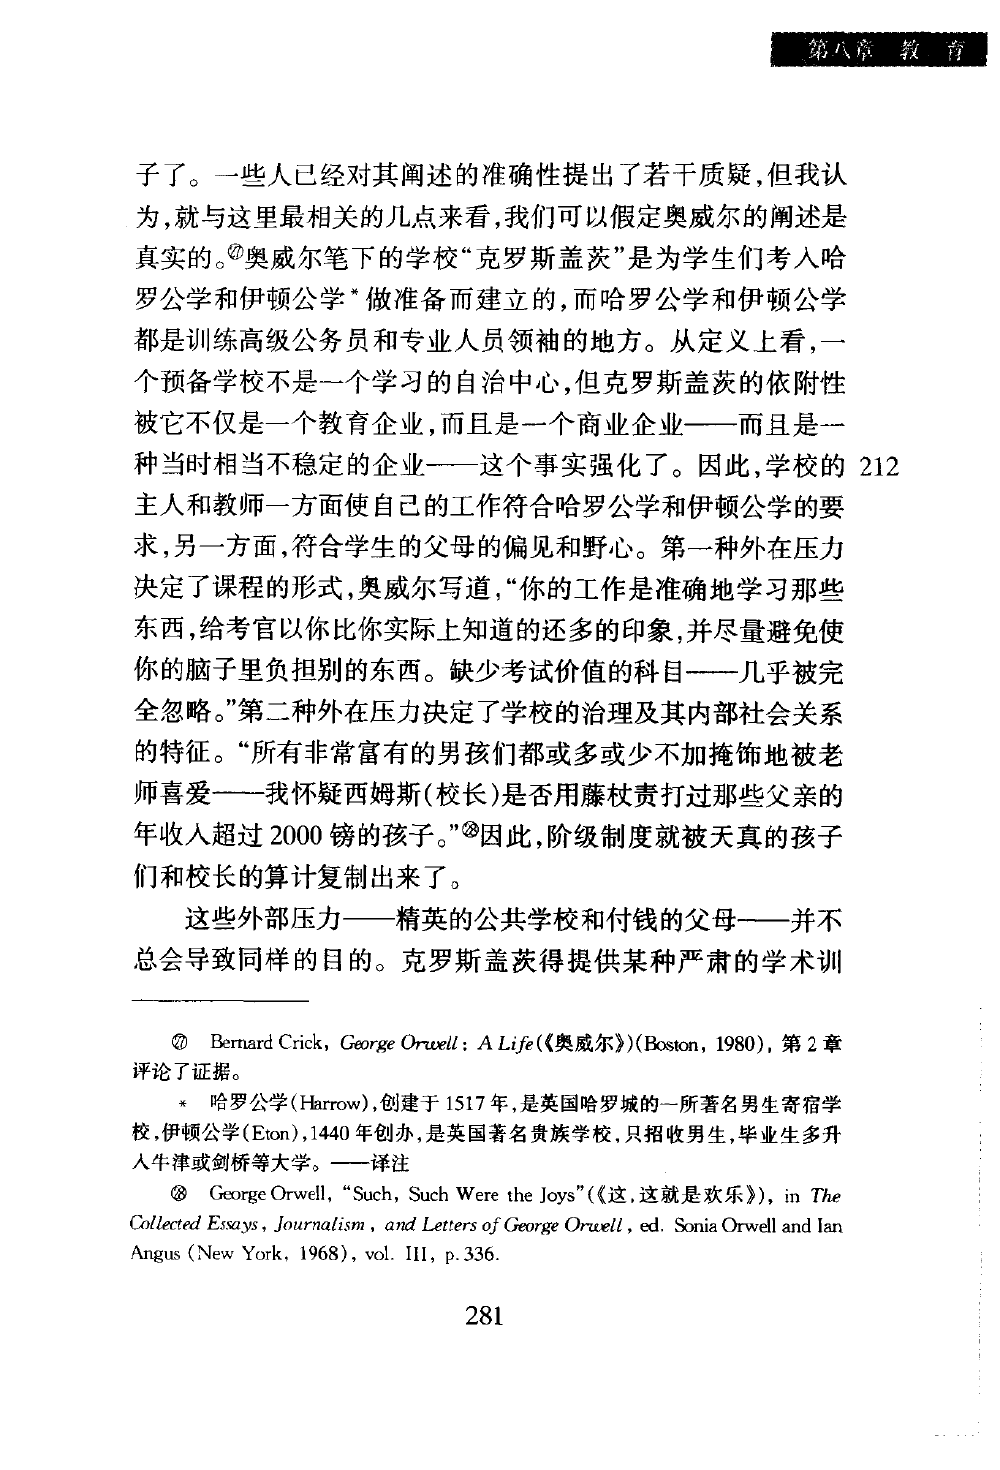 第八章 教 育
子了。一些人已经对其阐述的准确性提出了若干质疑,但我认
为,就与这里最相关的几点来看,我们可以假定奥威尔的阐述是
真实的。㉗奥威尔笔下的学校“克罗斯盖茨”是为学生们考入哈
罗公学和伊顿公学*做准备而建立的,而哈罗公学和伊顿公学
都是训练高级公务员和专业人员领袖的地方。从定义上看,一
个预备学校不是一个学习的自治中心,但克罗斯盖茨的依附性
被它不仅是一个教育企业,而且是一个商业企业——而且是一
种当时相当不稳定的企业——这个事实强化了。因此,学校的 212
主人和教师一方面使自己的工作符合哈罗公学和伊顿公学的要
求,另一方面,符合学生的父母的偏见和野心。第一种外在压力
决定了课程的形式,奥威尔写道,“你的工作是准确地学习那些
东西,给考官以你比你实际上知道的还多的印象,并尽量避免使
你的脑子里负担别的东西。缺少考试价值的科目——几乎被完
全忽略。”第二种外在压力决定了学校的治理及其内部社会关系
的特征。“所有非常富有的男孩们都或多或少不加掩饰地被老
师喜爱——我怀疑西姆斯(校长)是否用藤杖责打过那些父亲的
年收入超过 2000 镑的孩子。”㉘因此,阶级制度就被天真的孩子
们和校长的算计复制出来了。
这些外部压力——精英的公共学校和付钱的父母——并不
总会导致同样的目的。克罗斯盖茨得提供某种严肃的学术训
㉗ Bernard Crick, George Orwell: A Life(《奥威尔》)(Boston, 1980), 第 2 章
评论了证据。
* 哈罗公学(Harrow),创建于 1517 年,是英国哈罗城的一所著名男生寄宿学
校,伊顿公学(Eton),1440 年创办,是英国著名贵族学校,只招收男生,毕业生多升
入牛津或剑桥等大学。——译注
㉘ George Orwell, “Such, Such Were the Joys”(《这,这就是欢乐》), in The
Collected Essays, Journalism, and Letters of George Orwell, ed. Sonia Orwell and Ian
Angus (New York, 1968), vol. III, p.336.
281